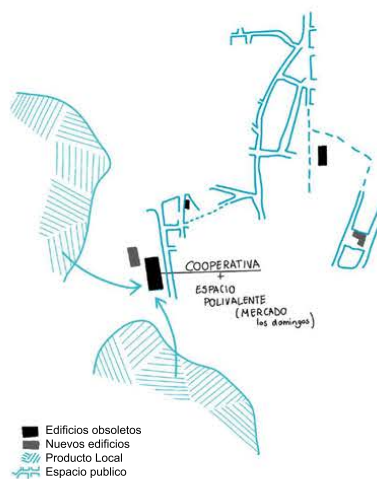 COOPERATIVA
+
ESPACIO
POLIVALENTE
(MERCADO
los domingos)
Edificios obsoletos
Nuevos edificios
Producto Local
Espacio publico